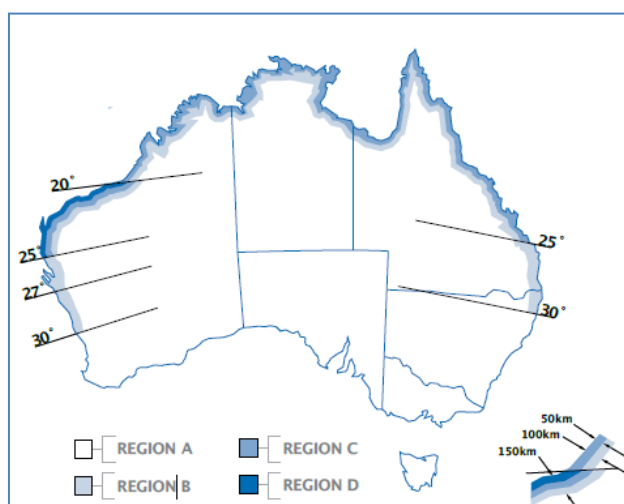 20°
25°
25°
27°
30°
30°
50km
100km
150km
REGION A
REGION C
REGION B
REGION D